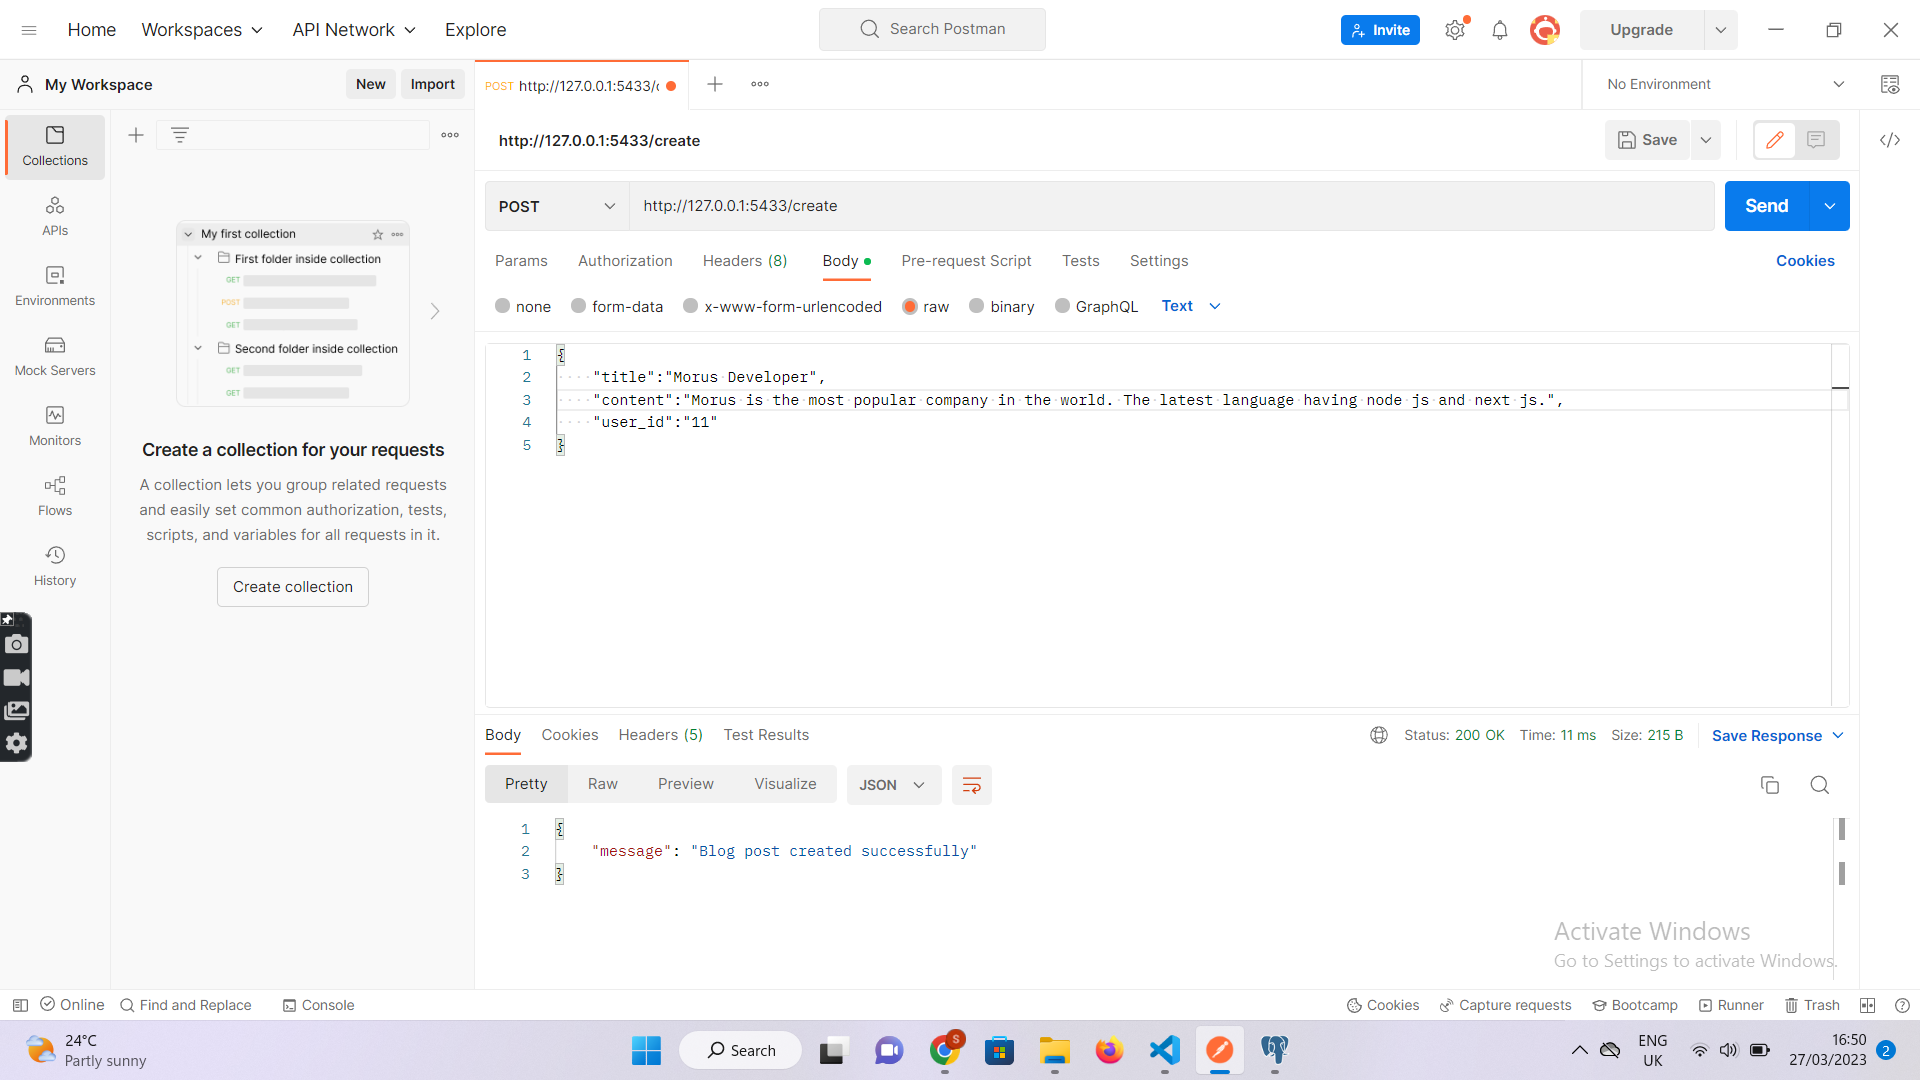 Home Workspaces API Network Explore Search Postman Invite Upgrade
My Workspace New Import POST http://127.0.0.1:5433/c No Environment
Collections
APIs
Environments
Mock Servers
Monitors
Flows
History
My first collection
First folder inside collection
GET
POST
GET
Second folder inside collection
GET
GET
Create a collection for your requests
A collection lets you group related requests
and easily set common authorization, tests,
scripts, and variables for all requests in it.
Create collection
http://127.0.0.1:5433/create Save
POST http://127.0.0.1:5433/create Send
Params Authorization Headers (8) Body Pre-request Script Tests Settings Cookies
none form-data x-www-form-urlencoded raw binary GraphQL Text
1 {
2 "title":"Morus Developer",
3 "content":"Morus is the most popular company in the world. The latest language having node js and next js.",
4 "user_id":"11"
5 }
Body Cookies Headers (5) Test Results Status: 200 OK Time: 11 ms Size: 215 B Save Response
Pretty Raw Preview Visualize JSON
1 {
2 "message": "Blog post created successfully"
3 }
Activate Windows
Go to Settings to activate Windows.
Online Find and Replace Console Cookies Capture requests Bootcamp Runner Trash
24°C
Partly sunny
Search
S
ENG
UK
16:50
27/03/2023
2